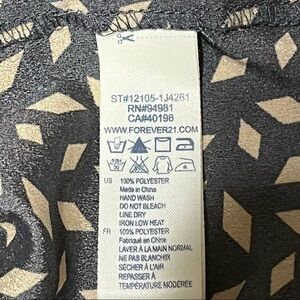 ST#12105-1J4261
RN#94981
CA#40198
WWW.FOREVER21.COM
US 100% POLYESTER
Made in China
HAND WASH
DO NOT BLEACH
LINE DRY
IRON LOW HEAT
FR 100% POLYESTER
Fabriqué en Chine
LAVER À LA MAIN NORMAL
NE PAS BLANCHIR
SÉCHER À L'AIR
REPASSER À
TEMPÉRATURE MODÉRÉE